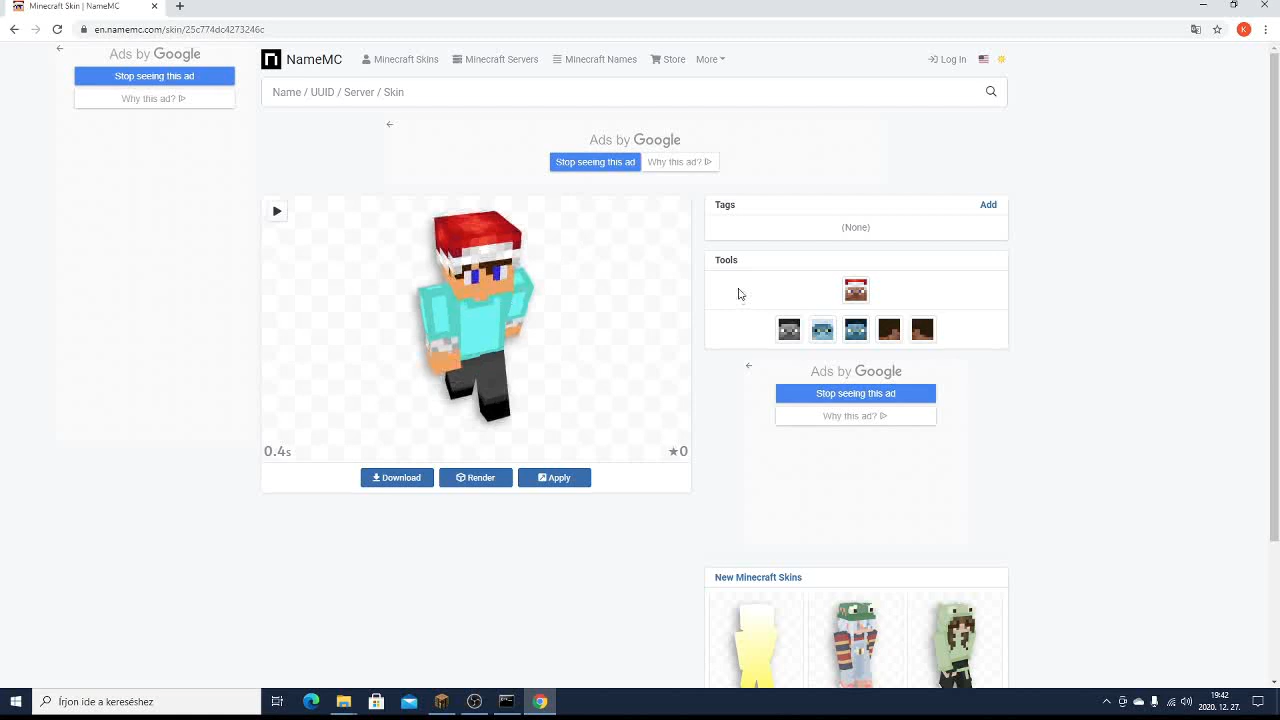 Minecraft Skin | NameMC
en.namemc.com/skin/25c774dc4273246c
K
Ads by Google
Stop seeing this ad
Why this ad?
NameMC
Minecraft Skins
Minecraft Servers
Minecraft Names
Store
More
Log In
Name / UUID / Server / Skin
Ads by Google
Stop seeing this ad
Why this ad?
Tags
Add
(None)
Tools
0.4s
★0
Download
Render
Apply
Ads by Google
Stop seeing this ad
Why this ad?
New Minecraft Skins
Írjon ide a kereséshez
19:42
2020. 12. 27.